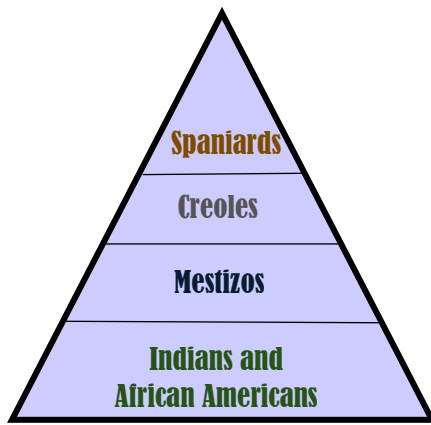 Spaniards
Creoles
Mestizos
Indians and
African Americans